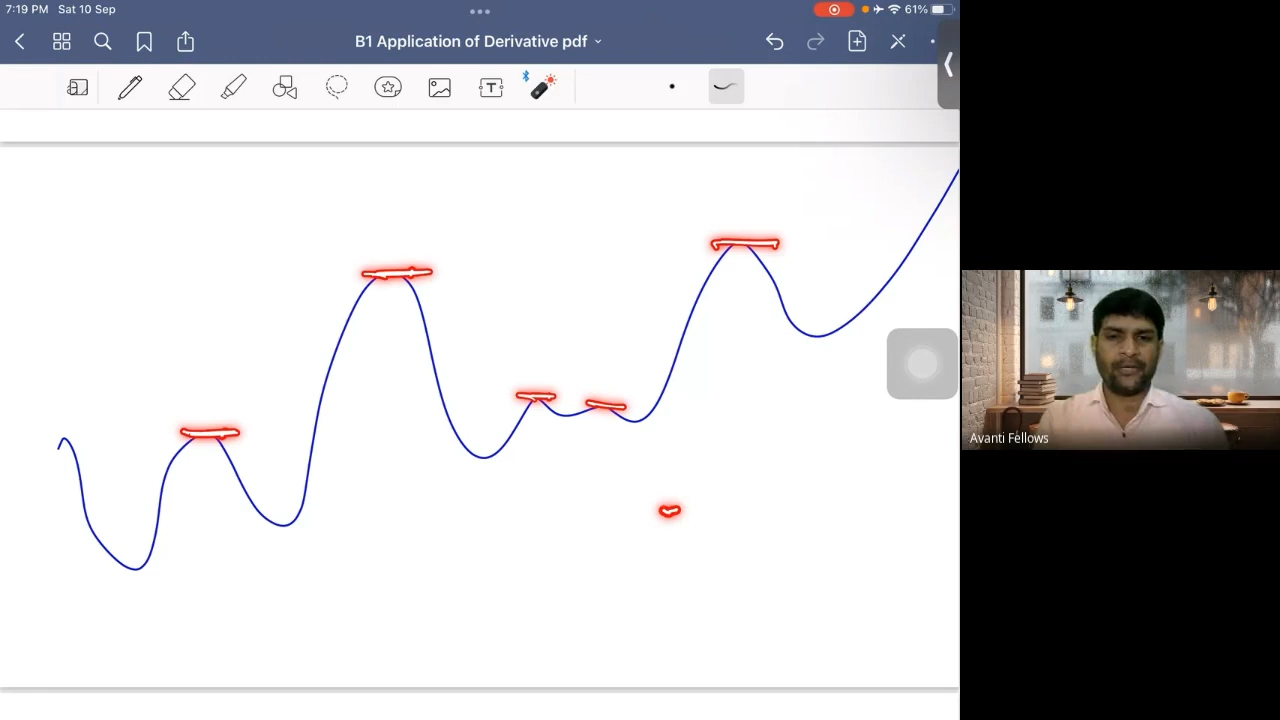 7:19 PM Sat 10 Sep
61%
B1 Application of Derivative pdf
T
Avanti Fellows